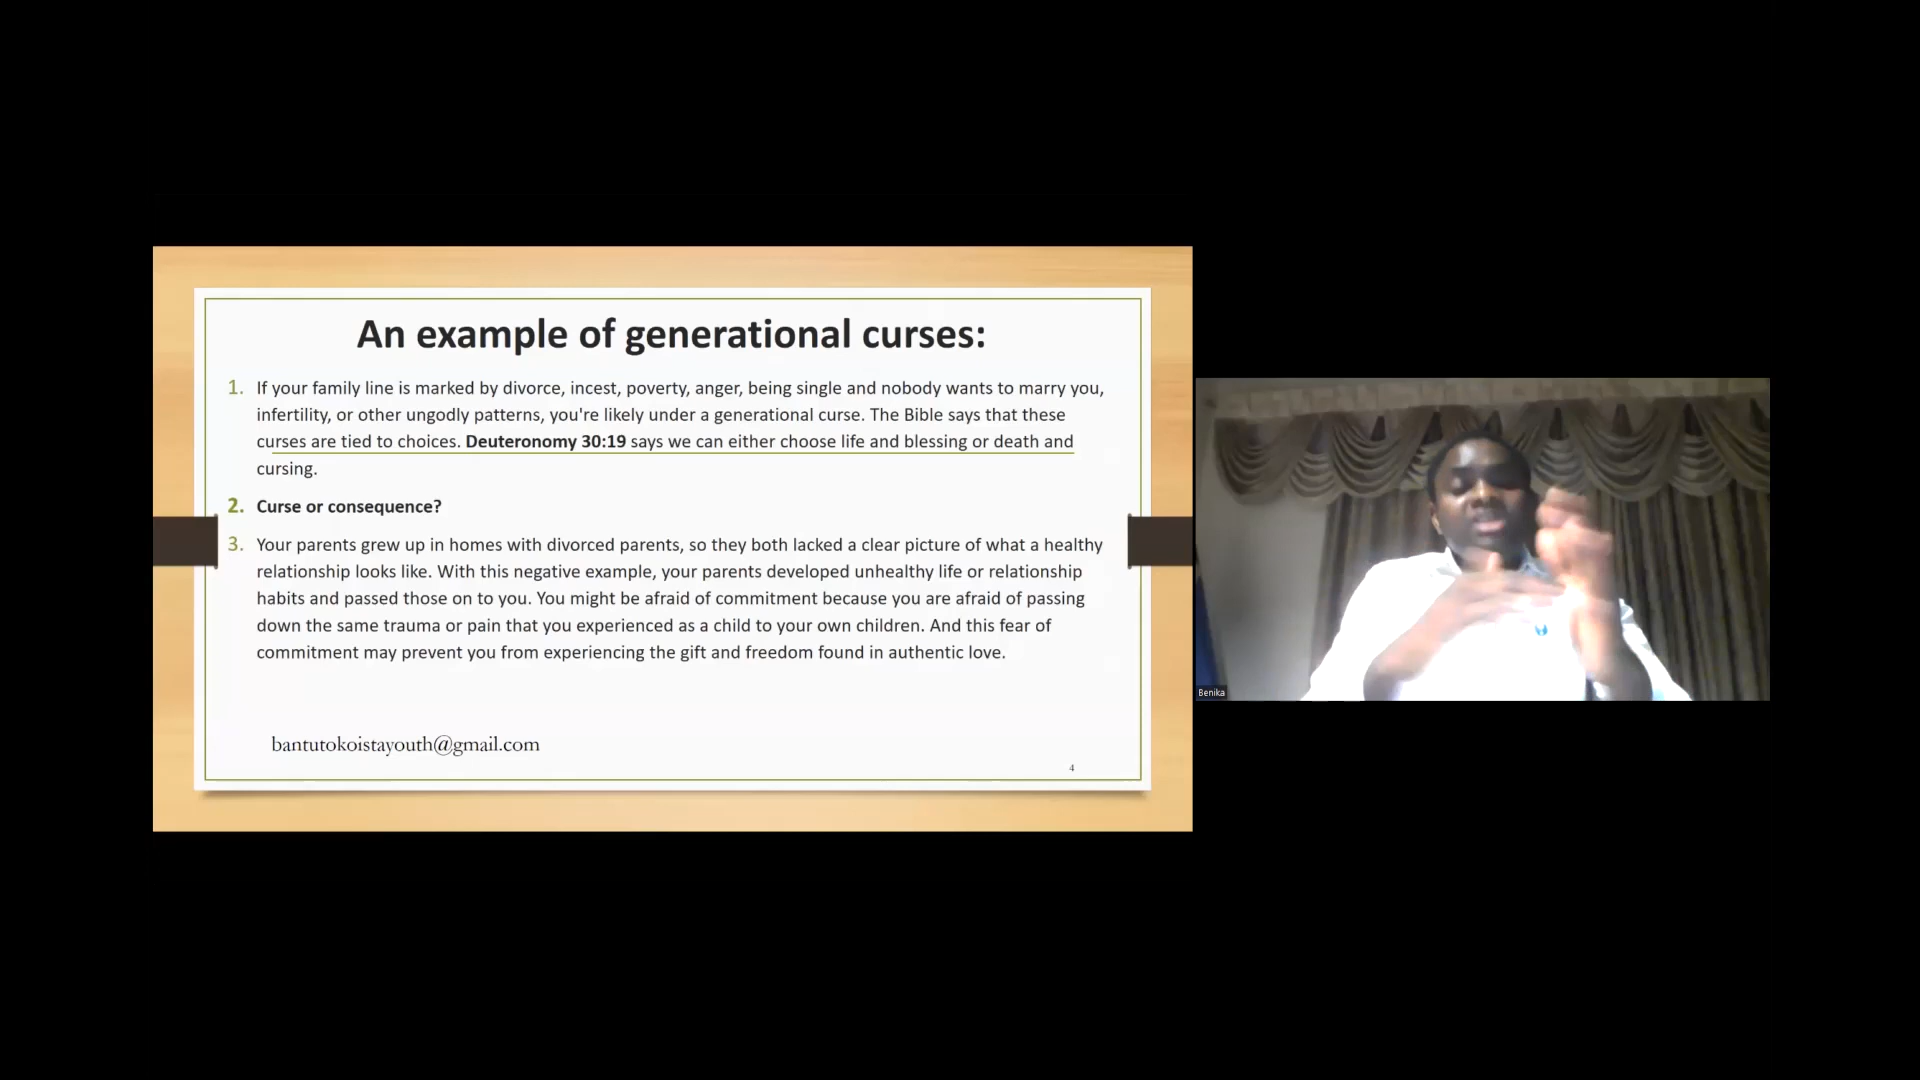 An example of generational curses:
1. If your family line is marked by divorce, incest, poverty, anger, being single and nobody wants to marry you,
infertility, or other ungodly patterns, you're likely under a generational curse. The Bible says that these
curses are tied to choices. Deuteronomy 30:19 says we can either choose life and blessing or death and
cursing.
2. Curse or consequence?
3. Your parents grew up in homes with divorced parents, so they both lacked a clear picture of what a healthy
relationship looks like. With this negative example, your parents developed unhealthy life or relationship
habits and passed those on to you. You might be afraid of commitment because you are afraid of passing
down the same trauma or pain that you experienced as a child to your own children. And this fear of
commitment may prevent you from experiencing the gift and freedom found in authentic love.
bantutokoistayouth@gmail.com
4
Benika